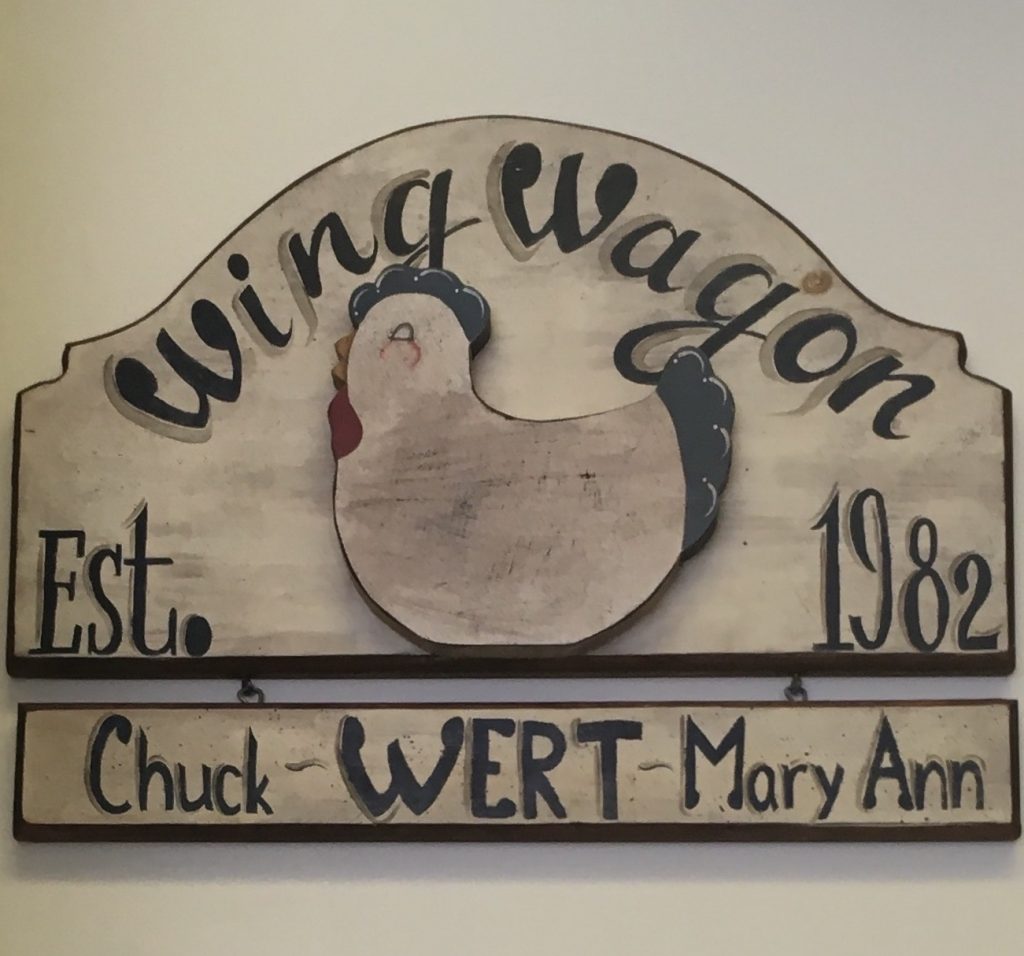 Wing Wagon
Est. 1982
Chuck ~ WERT ~ Mary Ann